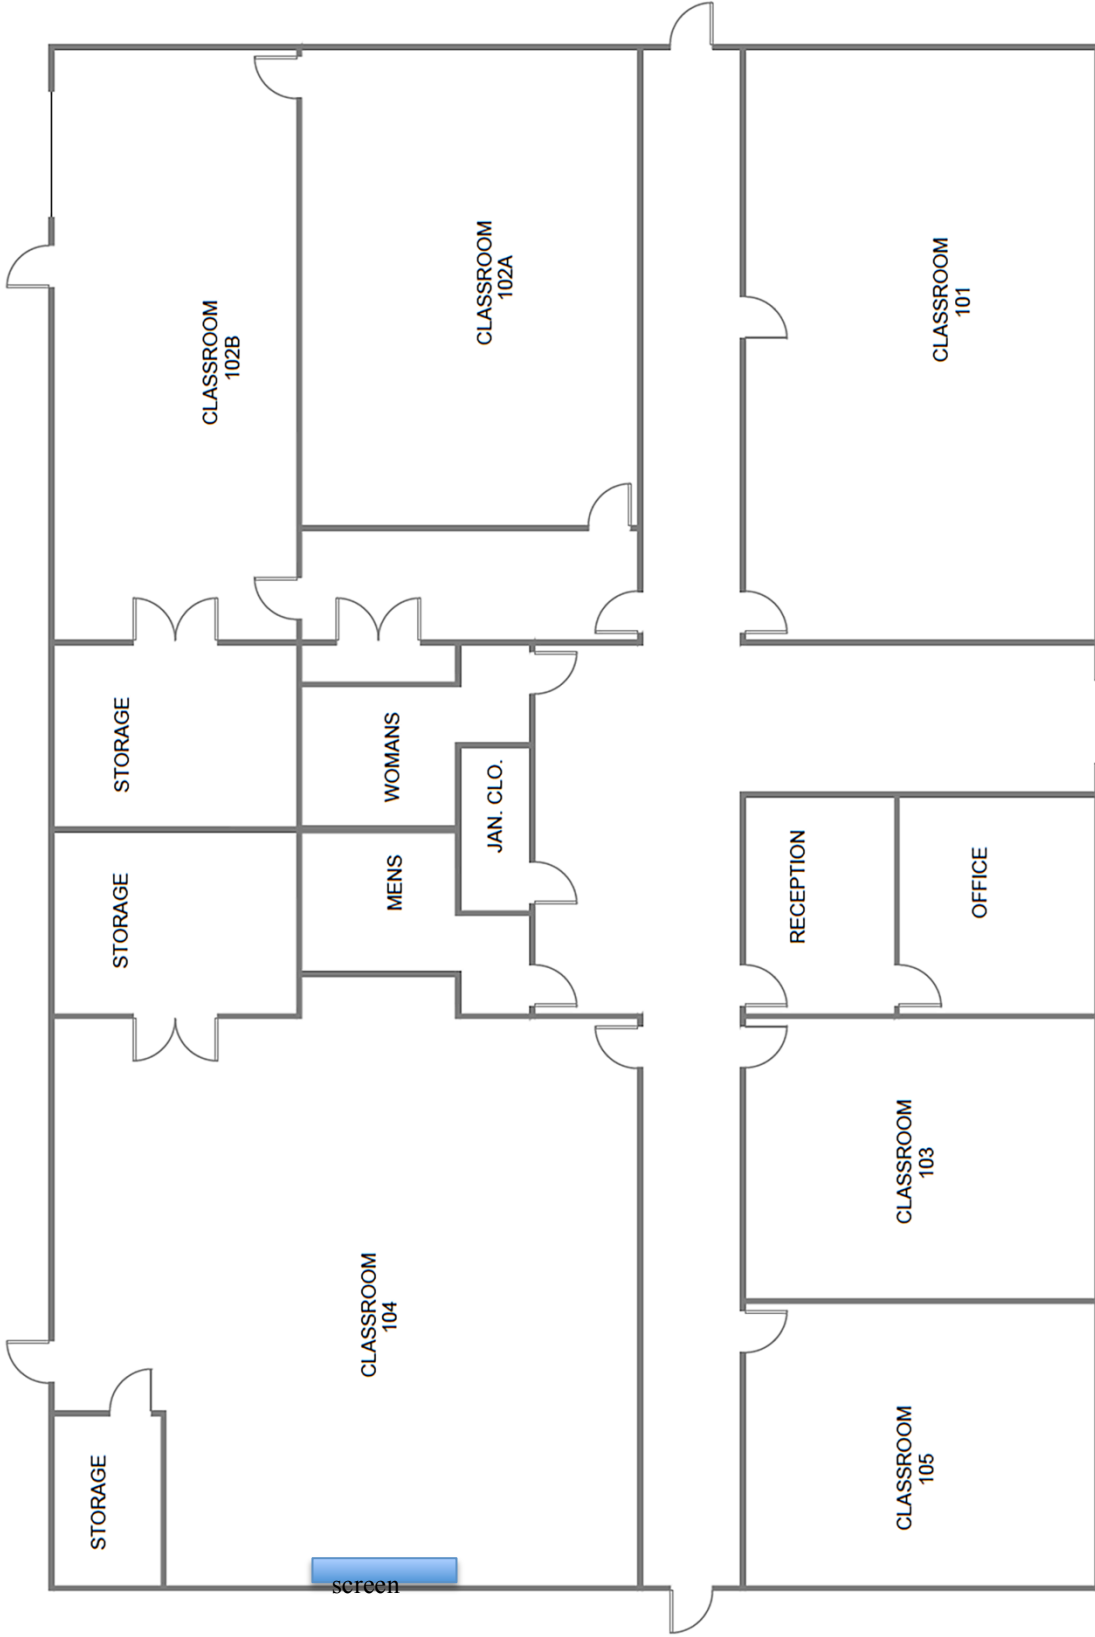 CLASSROOM
102B
CLASSROOM
102A
CLASSROOM
101
STORAGE
WOMANS
JAN. CLO.
STORAGE
MENS
RECEPTION
OFFICE
CLASSROOM
104
CLASSROOM
103
STORAGE
CLASSROOM
105
screen